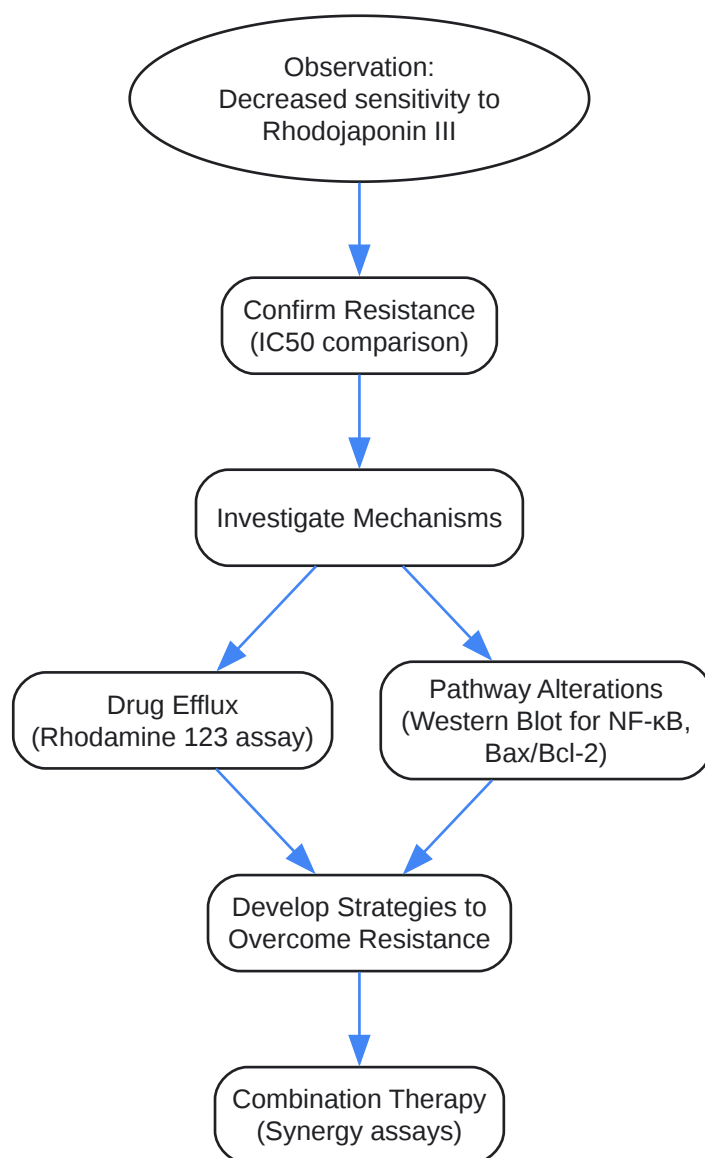 Observation:
Decreased sensitivity to
Rhodojaponin III
Confirm Resistance
(IC50 comparison)
Investigate Mechanisms
Drug Efflux
(Rhodamine 123 assay)
Pathway Alterations
(Western Blot for NF-κB,
Bax/Bcl-2)
Develop Strategies to
Overcome Resistance
Combination Therapy
(Synergy assays)